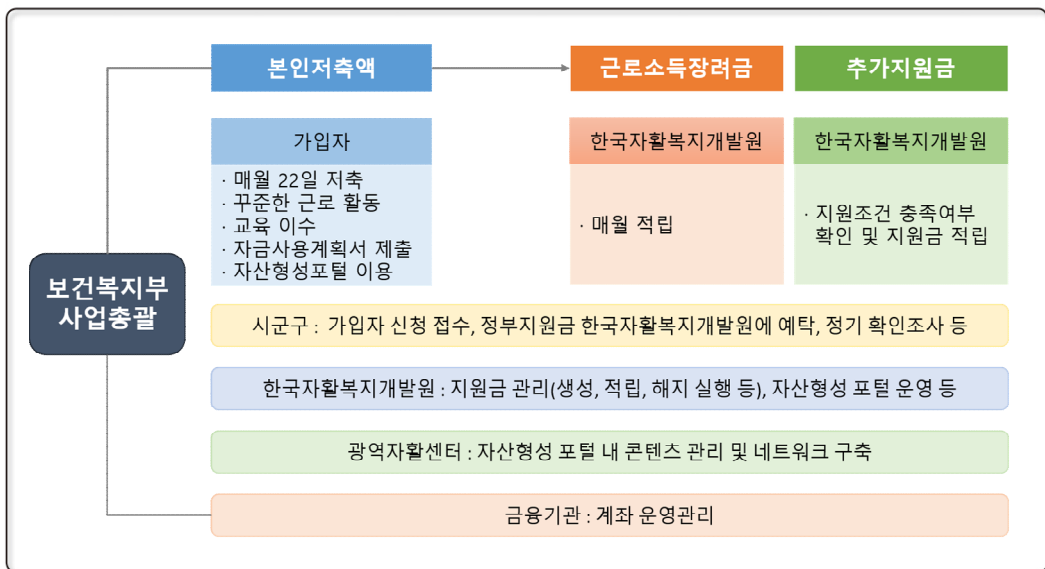 본인저축액
근로소득장려금
추가지원금
가입자
· 매월 22일 저축
· 꾸준한 근로 활동
· 교육 이수
· 자금사용계획서 제출
· 자산형성포털 이용
한국자활복지개발원
· 매월 적립
한국자활복지개발원
· 지원조건 충족여부
확인 및 지원금 적립
보건복지부
사업총괄
시군구 : 가입자 신청 접수, 정부지원금 한국자활복지개발원에 예탁, 정기 확인조사 등
한국자활복지개발원 : 지원금 관리(생성, 적립, 해지 실행 등), 자산형성 포털 운영 등
광역자활센터 : 자산형성 포털 내 콘텐츠 관리 및 네트워크 구축
금융기관 : 계좌 운영관리